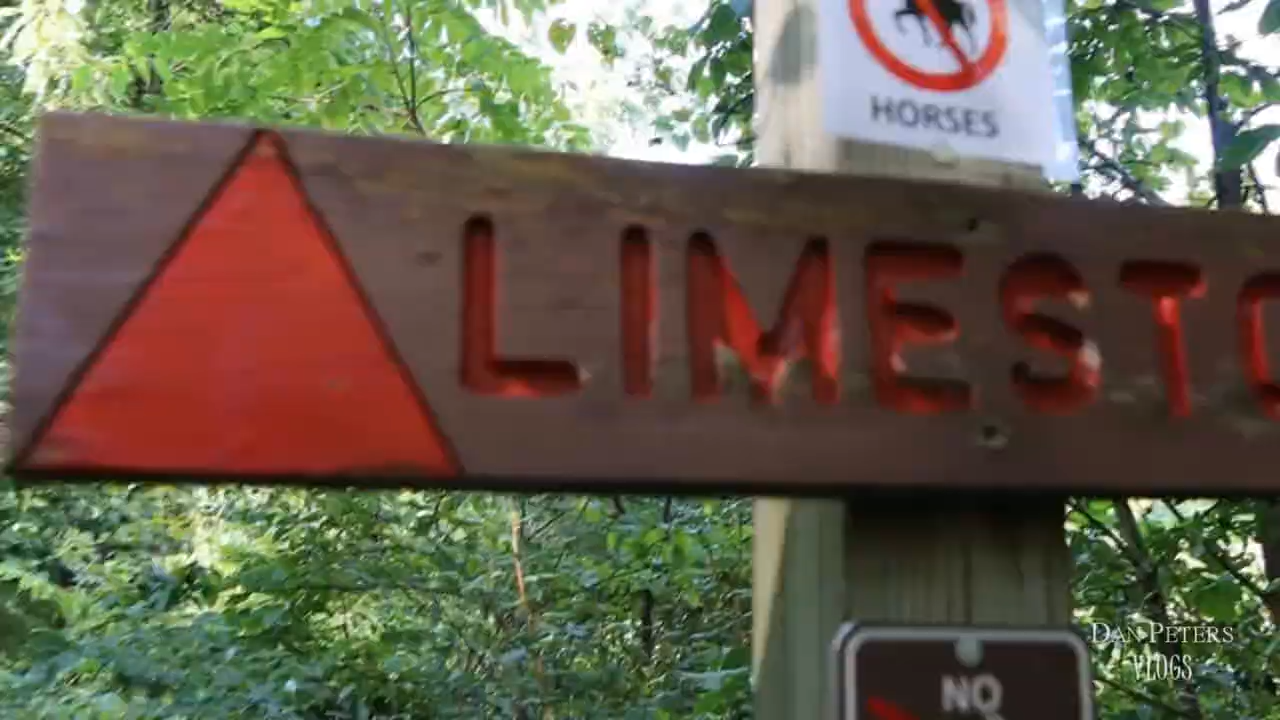 HORSES
LIMESTO
NO
DAN PETERS
VLOGS